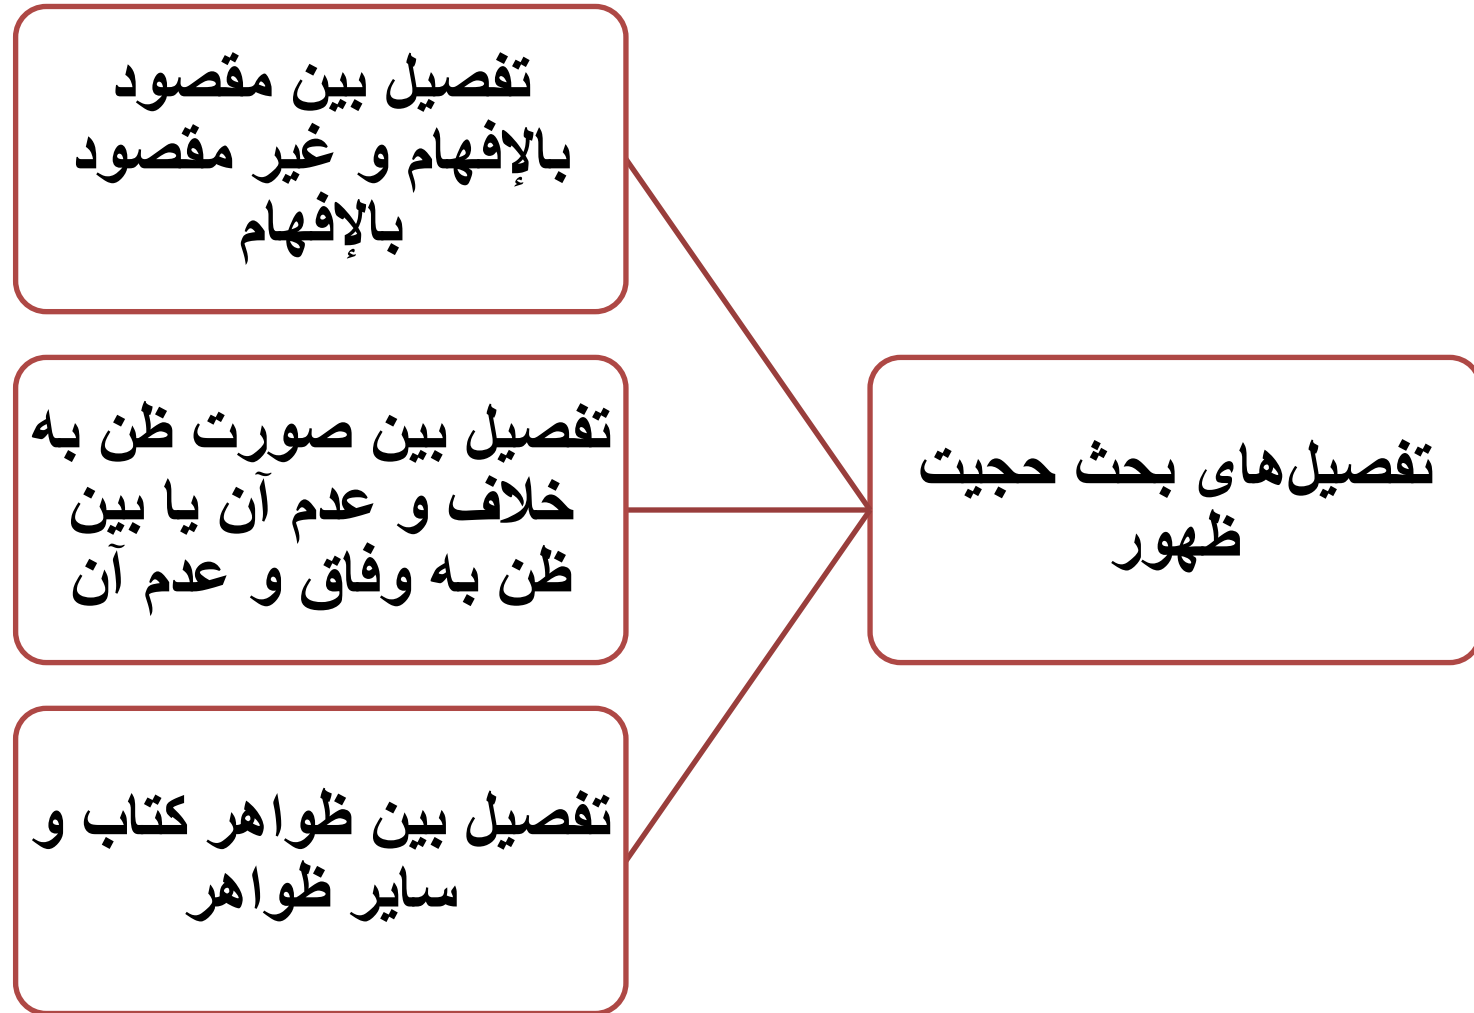 تفصیل‌های بحث حجیت
ظهور
تفصیل بین مقصود
بالإفهام و غیر مقصود
بالإفهام
تفصیل بین صورت ظن به
خلاف و عدم آن یا بین
ظن به وفاق و عدم آن
تفصیل بین ظواهر کتاب و
سایر ظواهر